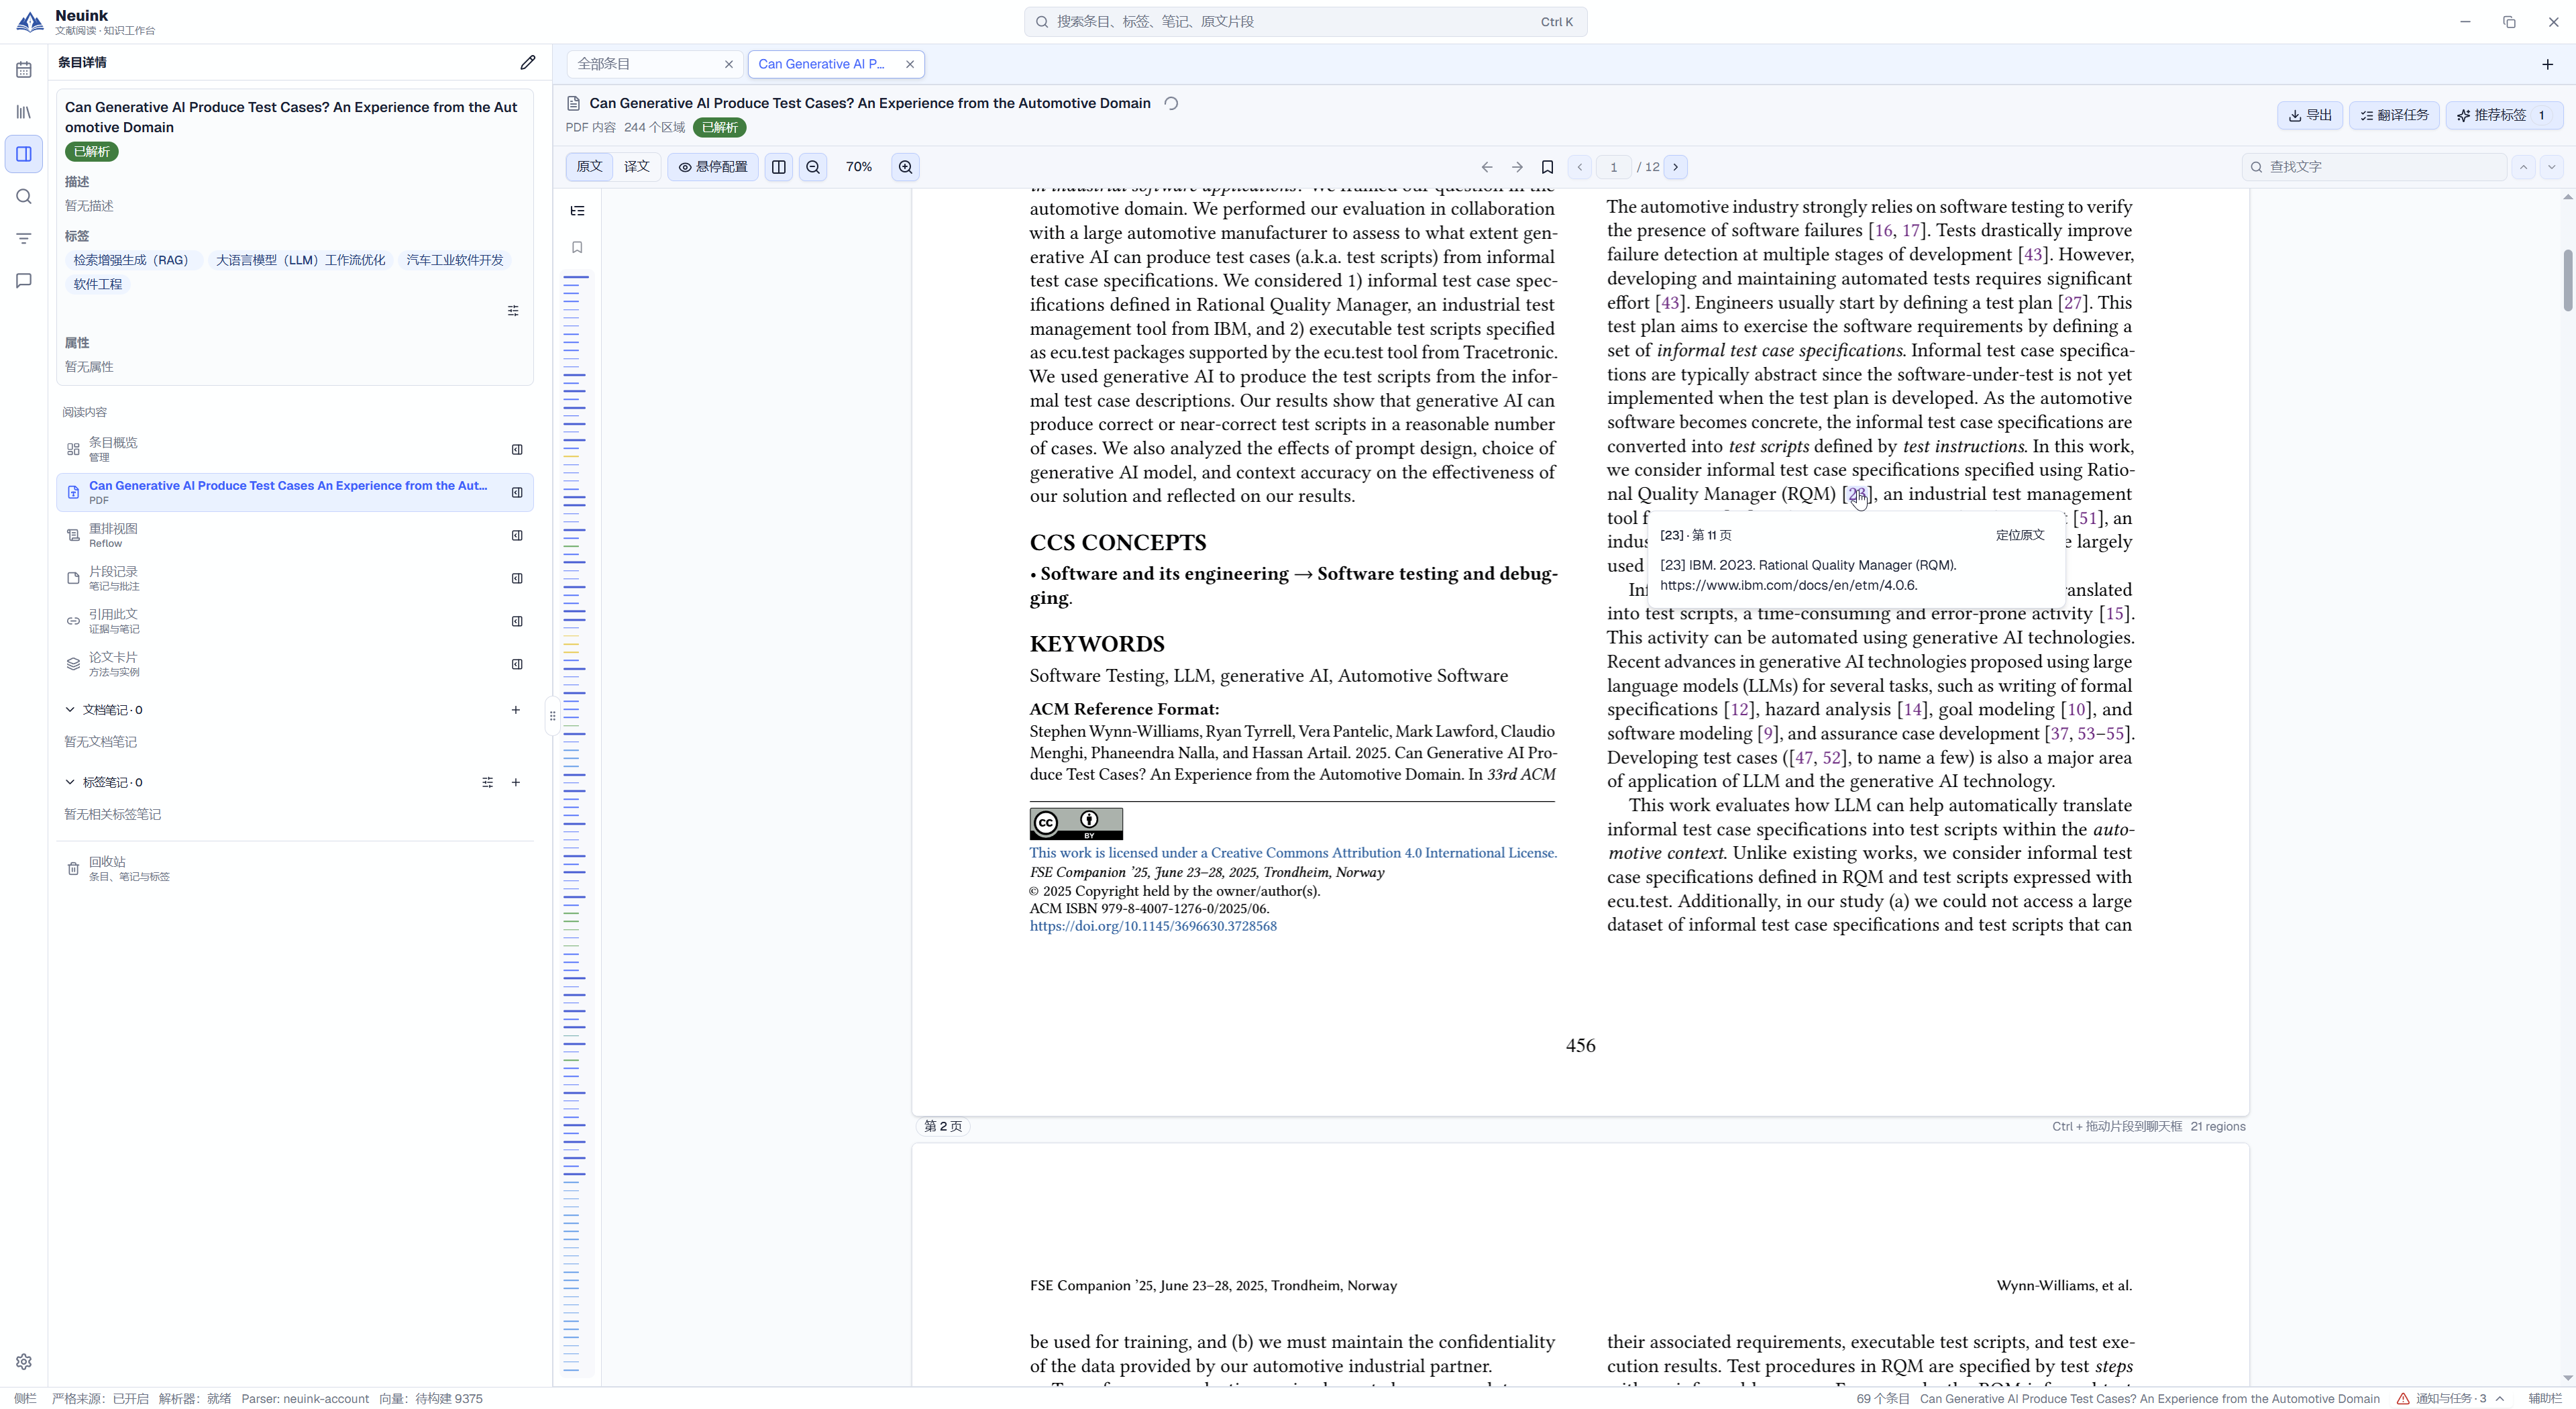 Neuink
文献阅读 · 知识工作台
搜索条目、标签、笔记、原文片段
Ctrl K
条目详情
Can Generative AI Produce Test Cases? An Experience from the Aut
omotive Domain
已解析
描述
暂无描述
标签
检索增强生成（RAG）
大语言模型（LLM）工作流优化
汽车工业软件开发
软件工程
属性
暂无属性
阅读内容
条目概览
管理
Can Generative AI Produce Test Cases An Experience from the Aut...
PDF
重排视图
Reflow
片段记录
笔记与批注
引用此文
证据与笔记
论文卡片
方法与实例
文档笔记 · 0
暂无文档笔记
标签笔记 · 0
暂无相关标签笔记
回收站
条目、笔记与标签
全部条目
Can Generative AI P...
Can Generative AI Produce Test Cases? An Experience from the Automotive Domain
PDF 内容 244 个区域 已解析
导出
翻译任务
推荐标签 1
原文
译文
悬停配置
70%
1 / 12
查找文字
in industrial software applications? We framed our question in the
automotive domain. We performed our evaluation in collaboration
with a large automotive manufacturer to assess to what extent gen-
erative AI can produce test cases (a.k.a. test scripts) from informal
test case specifications. We considered 1) informal test case spec-
ifications defined in Rational Quality Manager, an industrial test
management tool from IBM, and 2) executable test scripts specified
as ecu.test packages supported by the ecu.test tool from Tracetronic.
We used generative AI to produce the test scripts from the infor-
mal test case descriptions. Our results show that generative AI can
produce correct or near-correct test scripts in a reasonable number
of cases. We also analyzed the effects of prompt design, choice of
generative AI model, and context accuracy on the effectiveness of
our solution and reflected on our results.
CCS CONCEPTS
• Software and its engineering → Software testing and debug-
ging.
KEYWORDS
Software Testing, LLM, generative AI, Automotive Software
ACM Reference Format:
Stephen Wynn-Williams, Ryan Tyrrell, Vera Pantelic, Mark Lawford, Claudio
Menghi, Phaneendra Nalla, and Hassan Artail. 2025. Can Generative AI Pro-
duce Test Cases? An Experience from the Automotive Domain. In 33rd ACM
cc
BY
This work is licensed under a Creative Commons Attribution 4.0 International License.
FSE Companion ’25, June 23–28, 2025, Trondheim, Norway
© 2025 Copyright held by the owner/author(s).
ACM ISBN 979-8-4007-1276-0/2025/06.
https://doi.org/10.1145/3696630.3728568
The automotive industry strongly relies on software testing to verify
the presence of software failures [16, 17]. Tests drastically improve
failure detection at multiple stages of development [43]. However,
developing and maintaining automated tests requires significant
effort [43]. Engineers usually start by defining a test plan [27]. This
test plan aims to exercise the software requirements by defining a
set of informal test case specifications. Informal test case specifica-
tions are typically abstract since the software-under-test is not yet
implemented when the test plan is developed. As the automotive
software becomes concrete, the informal test case specifications are
converted into test scripts defined by test instructions. In this work,
we consider informal test case specifications specified using Ratio-
nal Quality Manager (RQM) [23], an industrial test management
tool [51], an
indus largely
used
[23] · 第 11 页
定位原文
[23] IBM. 2023. Rational Quality Manager (RQM).
https://www.ibm.com/docs/en/etm/4.0.6.
anslated
into test scripts, a time-consuming and error-prone activity [15].
This activity can be automated using generative AI technologies.
Recent advances in generative AI technologies proposed using large
language models (LLMs) for several tasks, such as writing of formal
specifications [12], hazard analysis [14], goal modeling [10], and
software modeling [9], and assurance case development [37, 53–55].
Developing test cases ([47, 52], to name a few) is also a major area
of application of LLM and the generative AI technology.
This work evaluates how LLM can help automatically translate
informal test case specifications into test scripts within the auto-
motive context. Unlike existing works, we consider informal test
case specifications defined in RQM and test scripts expressed with
ecu.test. Additionally, in our study (a) we could not access a large
dataset of informal test case specifications and test scripts that can
456
第 2 页
Ctrl + 拖动片段到聊天框 21 regions
FSE Companion ’25, June 23–28, 2025, Trondheim, Norway
Wynn-Williams, et al.
be used for training, and (b) we must maintain the confidentiality
of the data provided by our automotive industrial partner.
their associated requirements, executable test scripts, and test exe-
cution results. Test procedures in RQM are specified by test steps
侧栏 严格来源：已开启 解析器：就绪 Parser: neuink-account 向量：待构建 9375
69 个条目 Can Generative AI Produce Test Cases? An Experience from the Automotive Domain 通知与任务 · 3 辅助栏